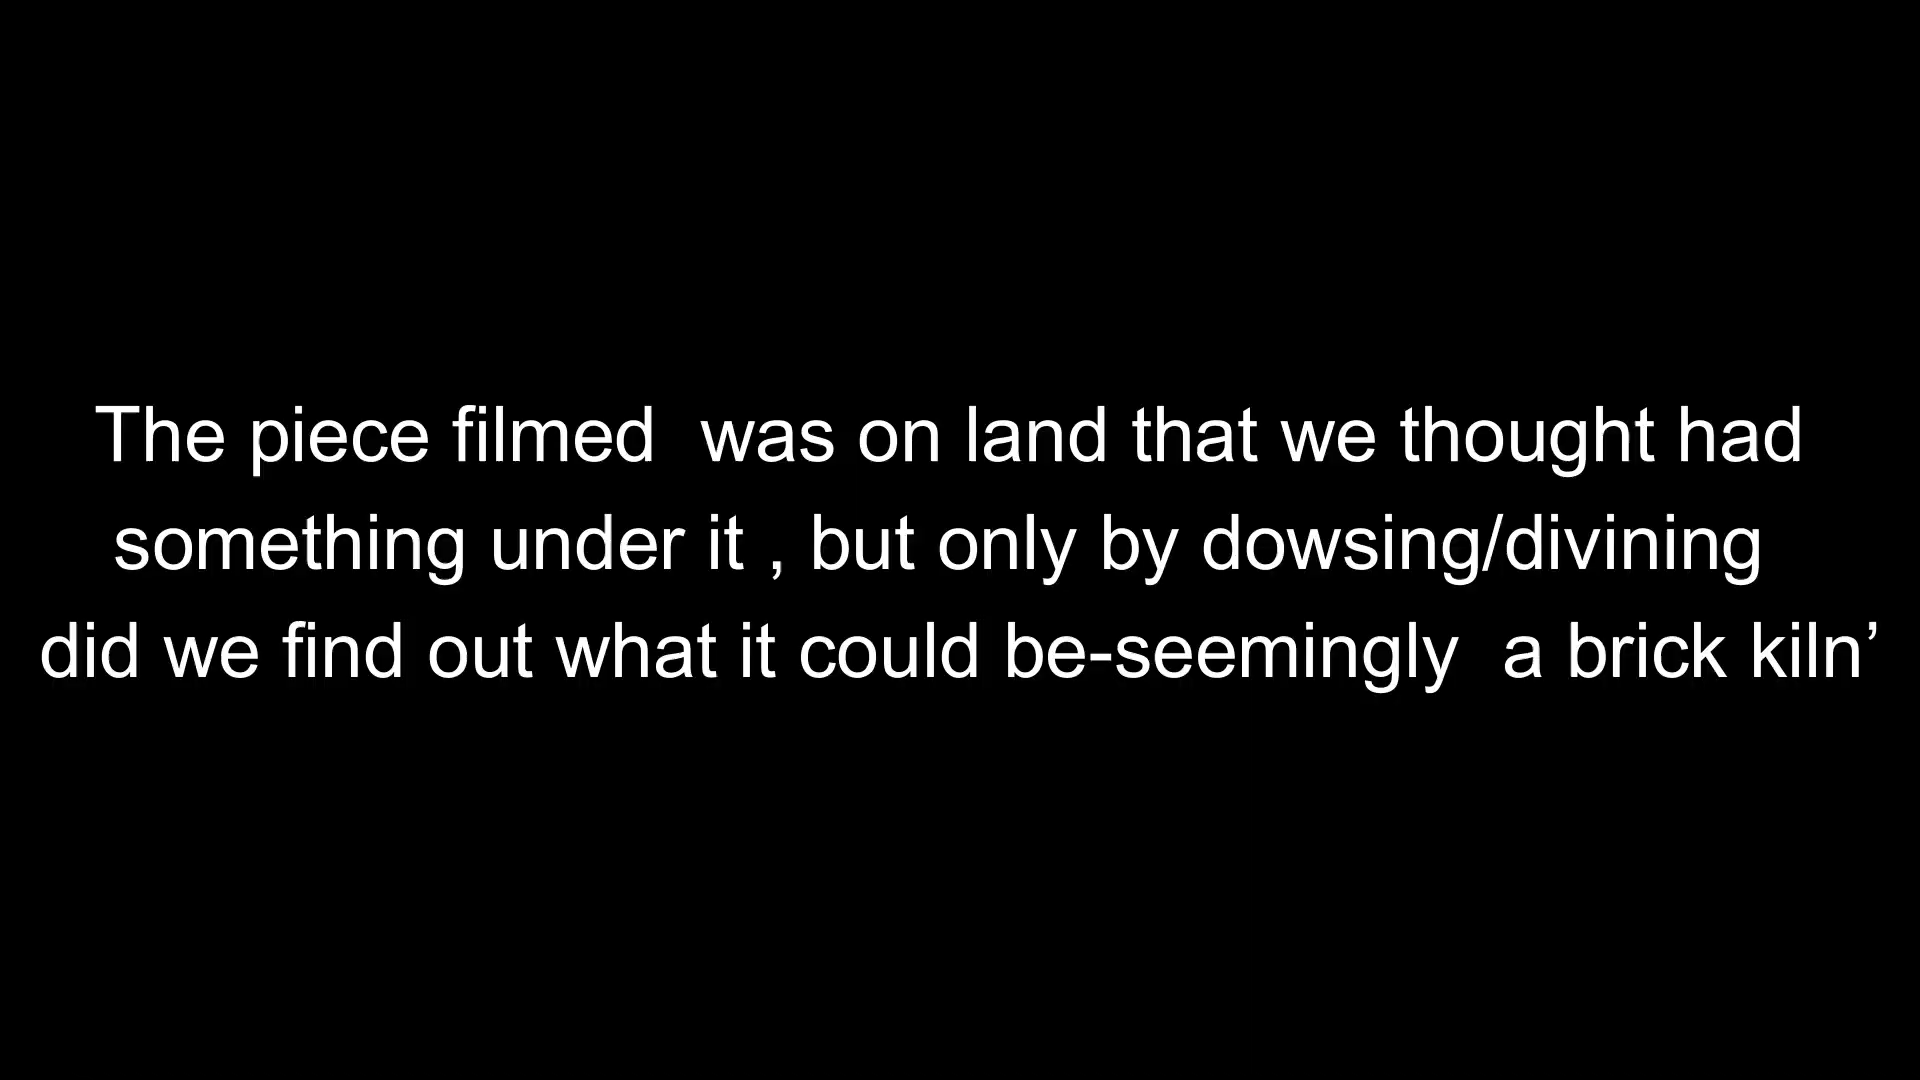 The piece filmed  was on land that we thought had
something under it , but only by dowsing/divining
did we find out what it could be-seemingly  a brick kiln’